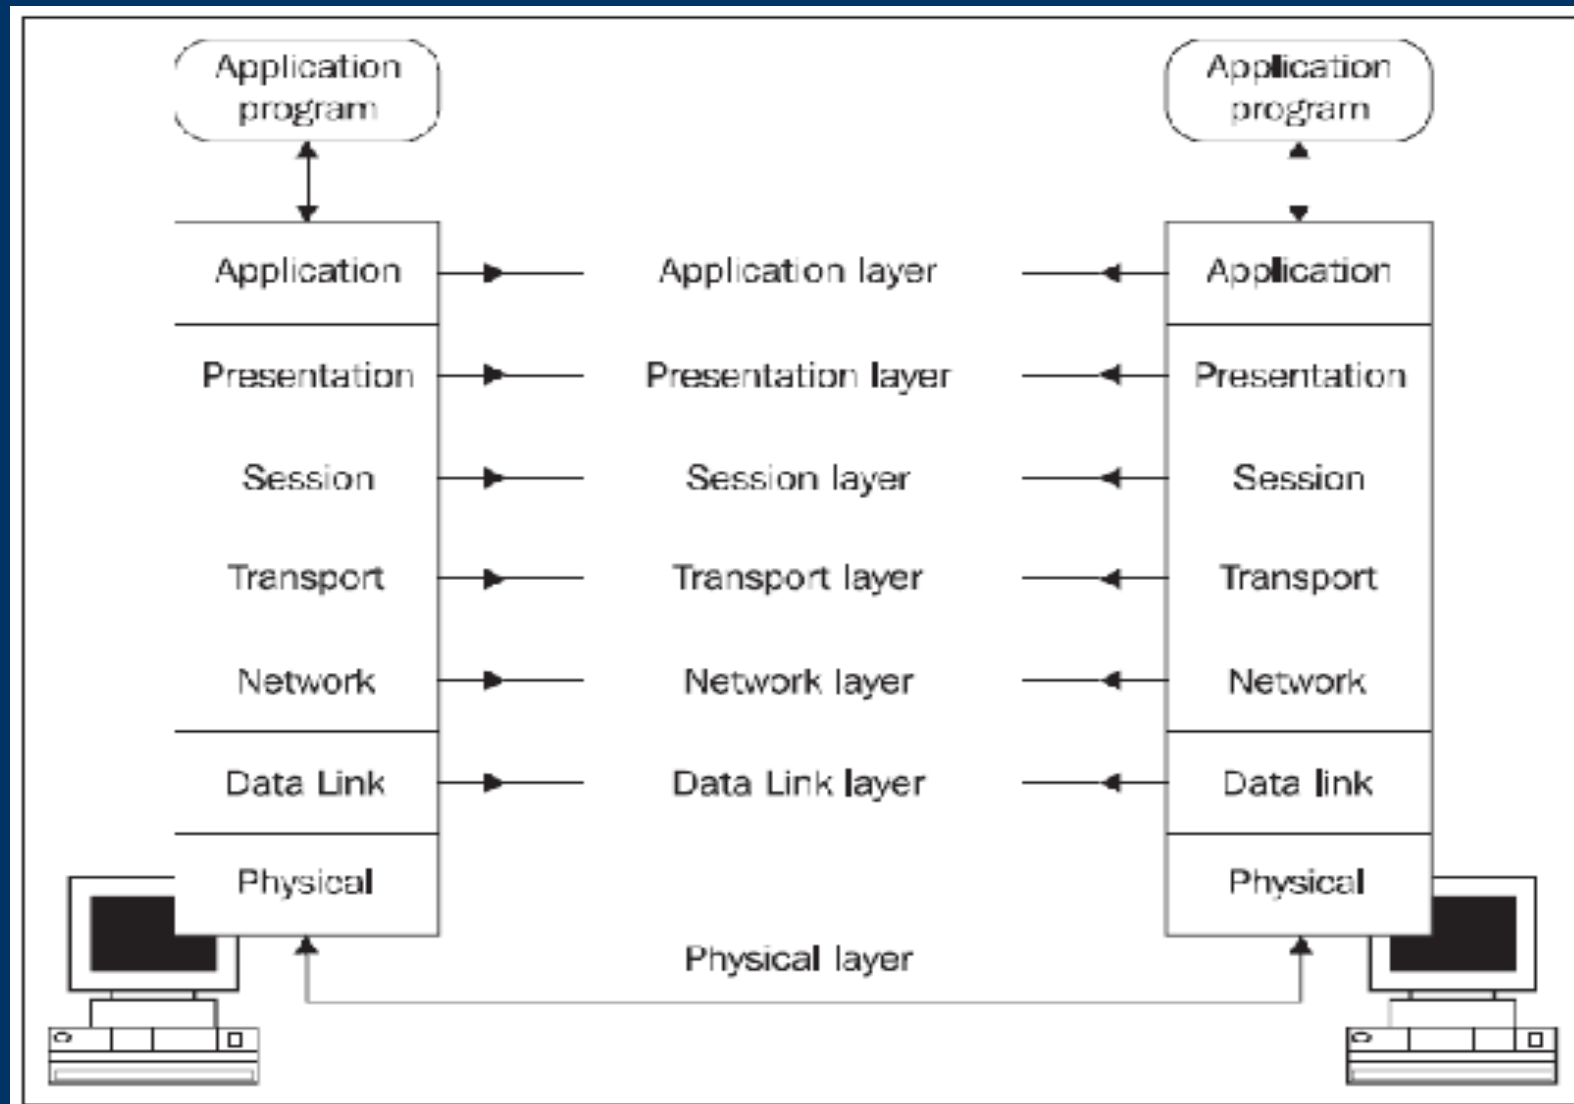 Application
program
Application
program
Application
Application layer
Application
Presentation
Presentation layer
Presentation
Session
Session layer
Session
Transport
Transport layer
Transport
Network
Network layer
Network
Data Link
Data Link layer
Data link
Physical
Physical
Physical layer